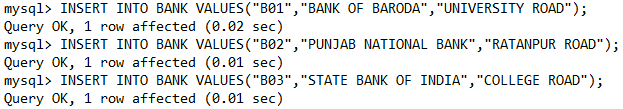 mysql> INSERT INTO BANK VALUES("B01","BANK OF BARODA","UNIVERSITY ROAD");
Query OK, 1 row affected (0.02 sec)
mysql> INSERT INTO BANK VALUES("B02","PUNJAB NATIONAL BANK","RATANPUR ROAD");
Query OK, 1 row affected (0.01 sec)
mysql> INSERT INTO BANK VALUES("B03","STATE BANK OF INDIA","COLLEGE ROAD");
Query OK, 1 row affected (0.01 sec)